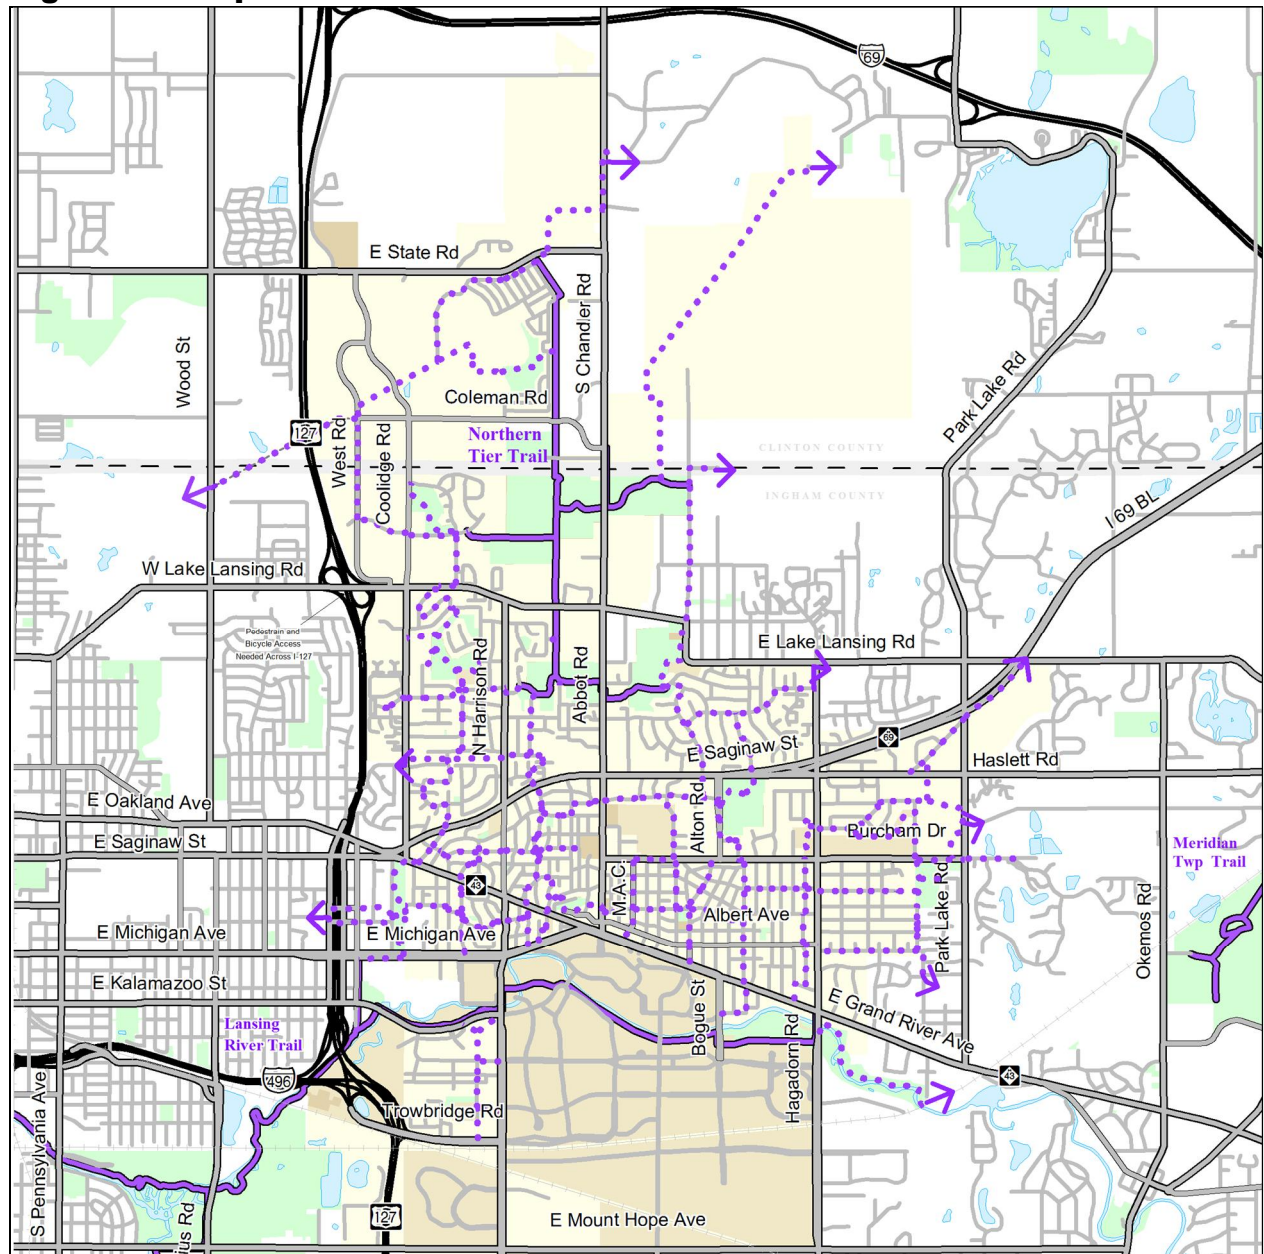 69
E State Rd
Wood St
S Chandler Rd
Coleman Rd
Park Lake Rd
127
West Rd
Coolidge Rd
Northern
Tier Trail
CLINTON COUNTY
INGHAM COUNTY
I 69 BL
W Lake Lansing Rd
Pedestrain and
Bicycle Access
Needed Across I-127
E Lake Lansing Rd
N Harrison Rd
Abbot Rd
E Saginaw St
69
Haslett Rd
E Oakland Ave
Alton Rd
Burcham Dr
E Saginaw St
Meridian
Twp Trail
43
M.A.C.
Park Lake Rd
Albert Ave
E Michigan Ave
E Michigan Ave
Okemos Rd
E Kalamazoo St
Bogue St
E Grand River Ave
Lansing
River Trail
Hagadorn Rd
496
43
S Pennsylvania Ave
Trowbridge Rd
127
E Mount Hope Ave
ius Rd